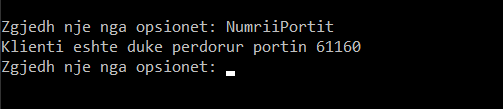 Zgjedh nje nga opsionet: NumriiPortit
Klienti eshte duke perdorur portin 61160
Zgjedh nje nga opsionet: